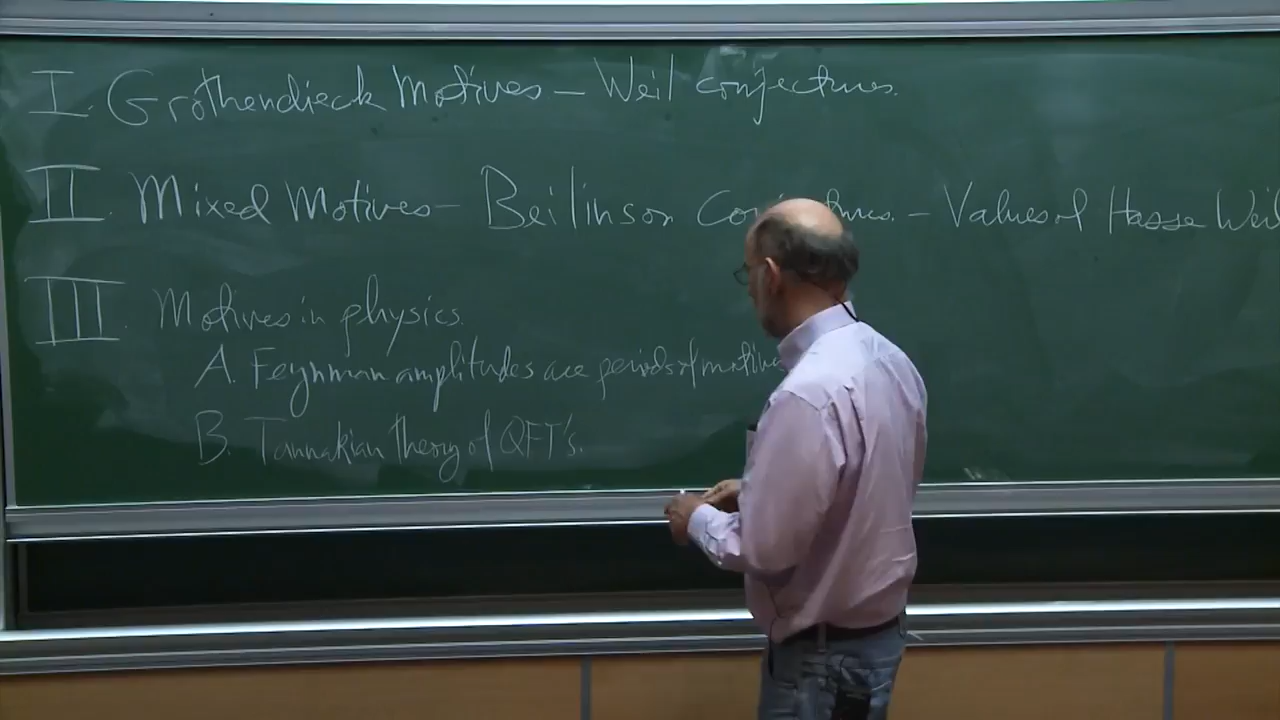 I. Grothendieck Motives – Weil conjectures.
II. Mixed Motives – Beilinson Conjectures. – Values of Hasse Weil
III. Motives in physics.
A. Feynman amplitudes are periods of motives
B. Tannakian theory of QFT's.